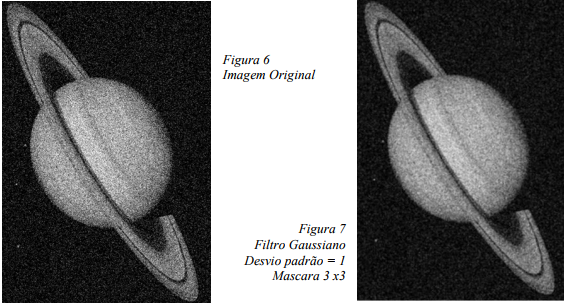 Figura 6
Imagem Original
Figura 7
Filtro Gaussiano
Desvio padrão = 1
Mascara 3 x3